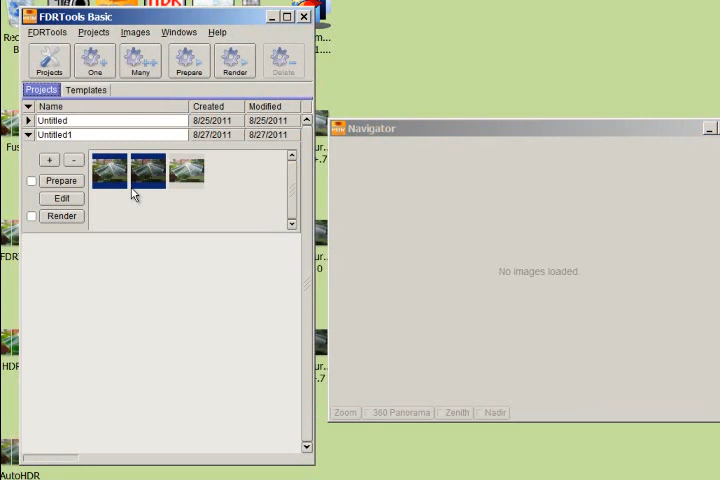 HDR
FDRTools Basic
FDRTools Projects Images Windows Help
Projects One Many Prepare Render Delete
Projects Templates
Name Created Modified
Untitled 8/25/2011 8/25/2011
Untitled1 8/27/2011 8/27/2011
+ -
Prepare
Edit
Render
Navigator
No images loaded.
Zoom 360 Panorama Zenith Nadir
AutoHDR